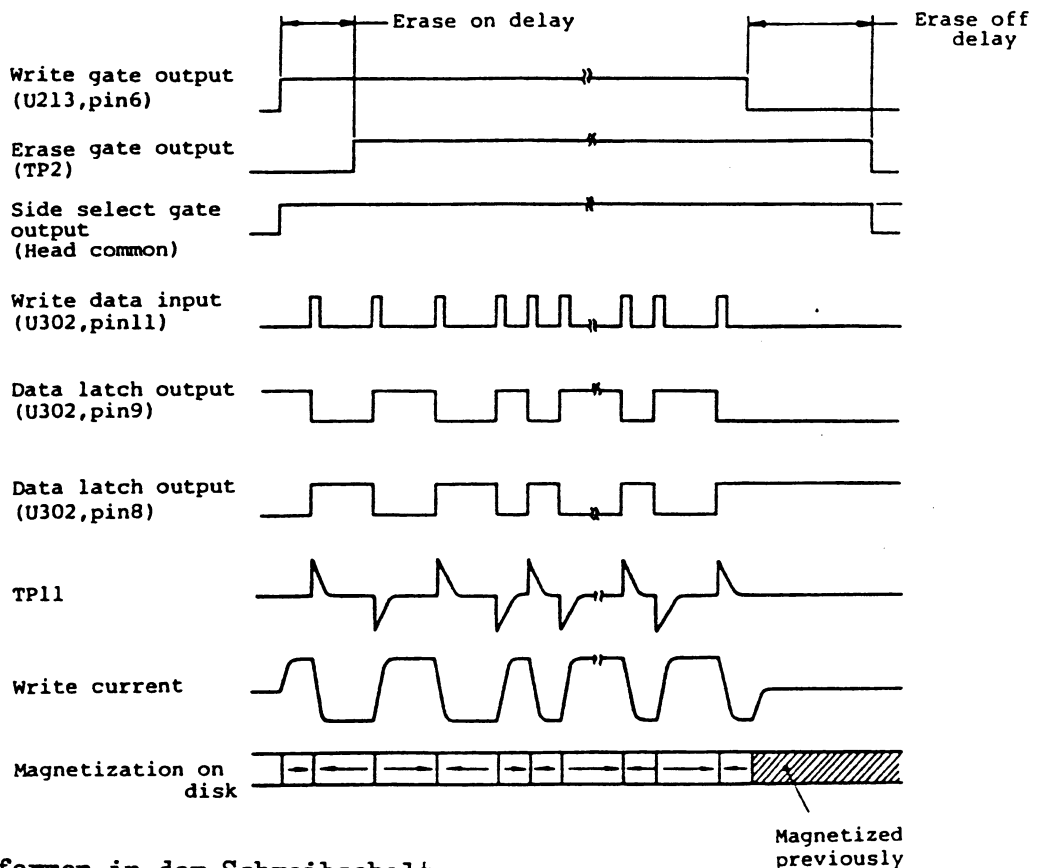 Erase on delay
Erase off
delay
Write gate output
(U213,pin6)
Erase gate output
(TP2)
Side select gate
output
(Head common)
Write data input
(U302,pin11)
Data latch output
(U302,pin9)
Data latch output
(U302,pin8)
TP11
Write current
Magnetization on
disk
Magnetized
previously
formen in der Schreibschalt